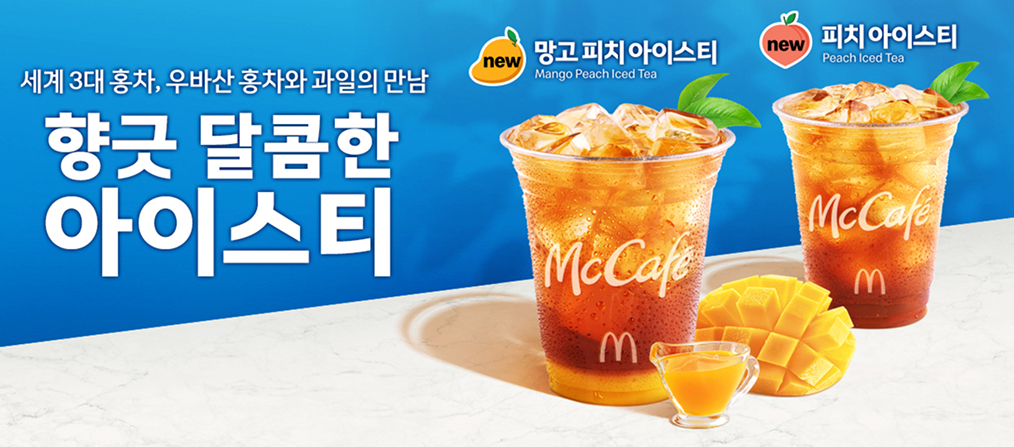 세계 3대 홍차, 우바산 홍차와 과일의 만남
향긋 달콤한
아이스티
new 망고 피치 아이스티
Mango Peach Iced Tea
new 피치 아이스티
Peach Iced Tea
McCafé
McCafé